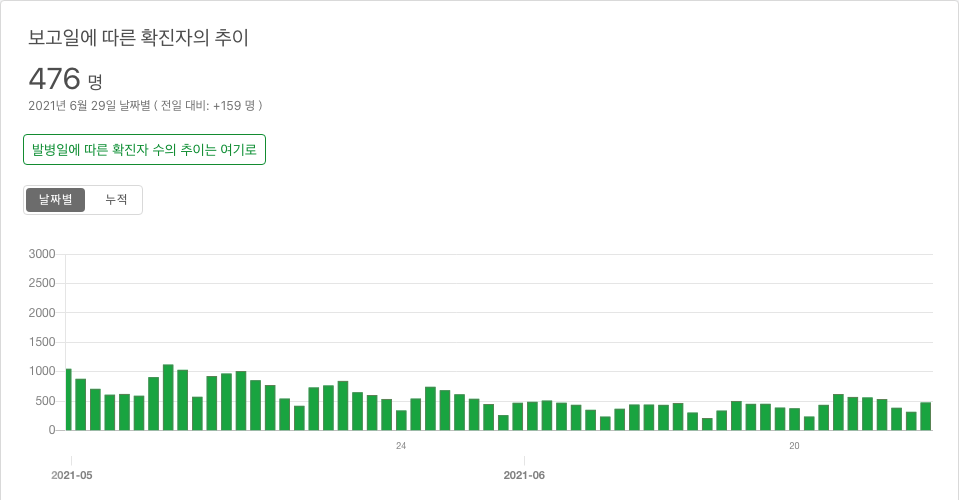 보고일에 따른 확진자의 추이
476 명
2021년 6월 29일 날짜별 ( 전일 대비: +159 명 )
발병일에 따른 확진자 수의 추이는 여기로
날짜별 누적
3000
2500
2000
1500
1000
500
0
24 20
2021-05 2021-06